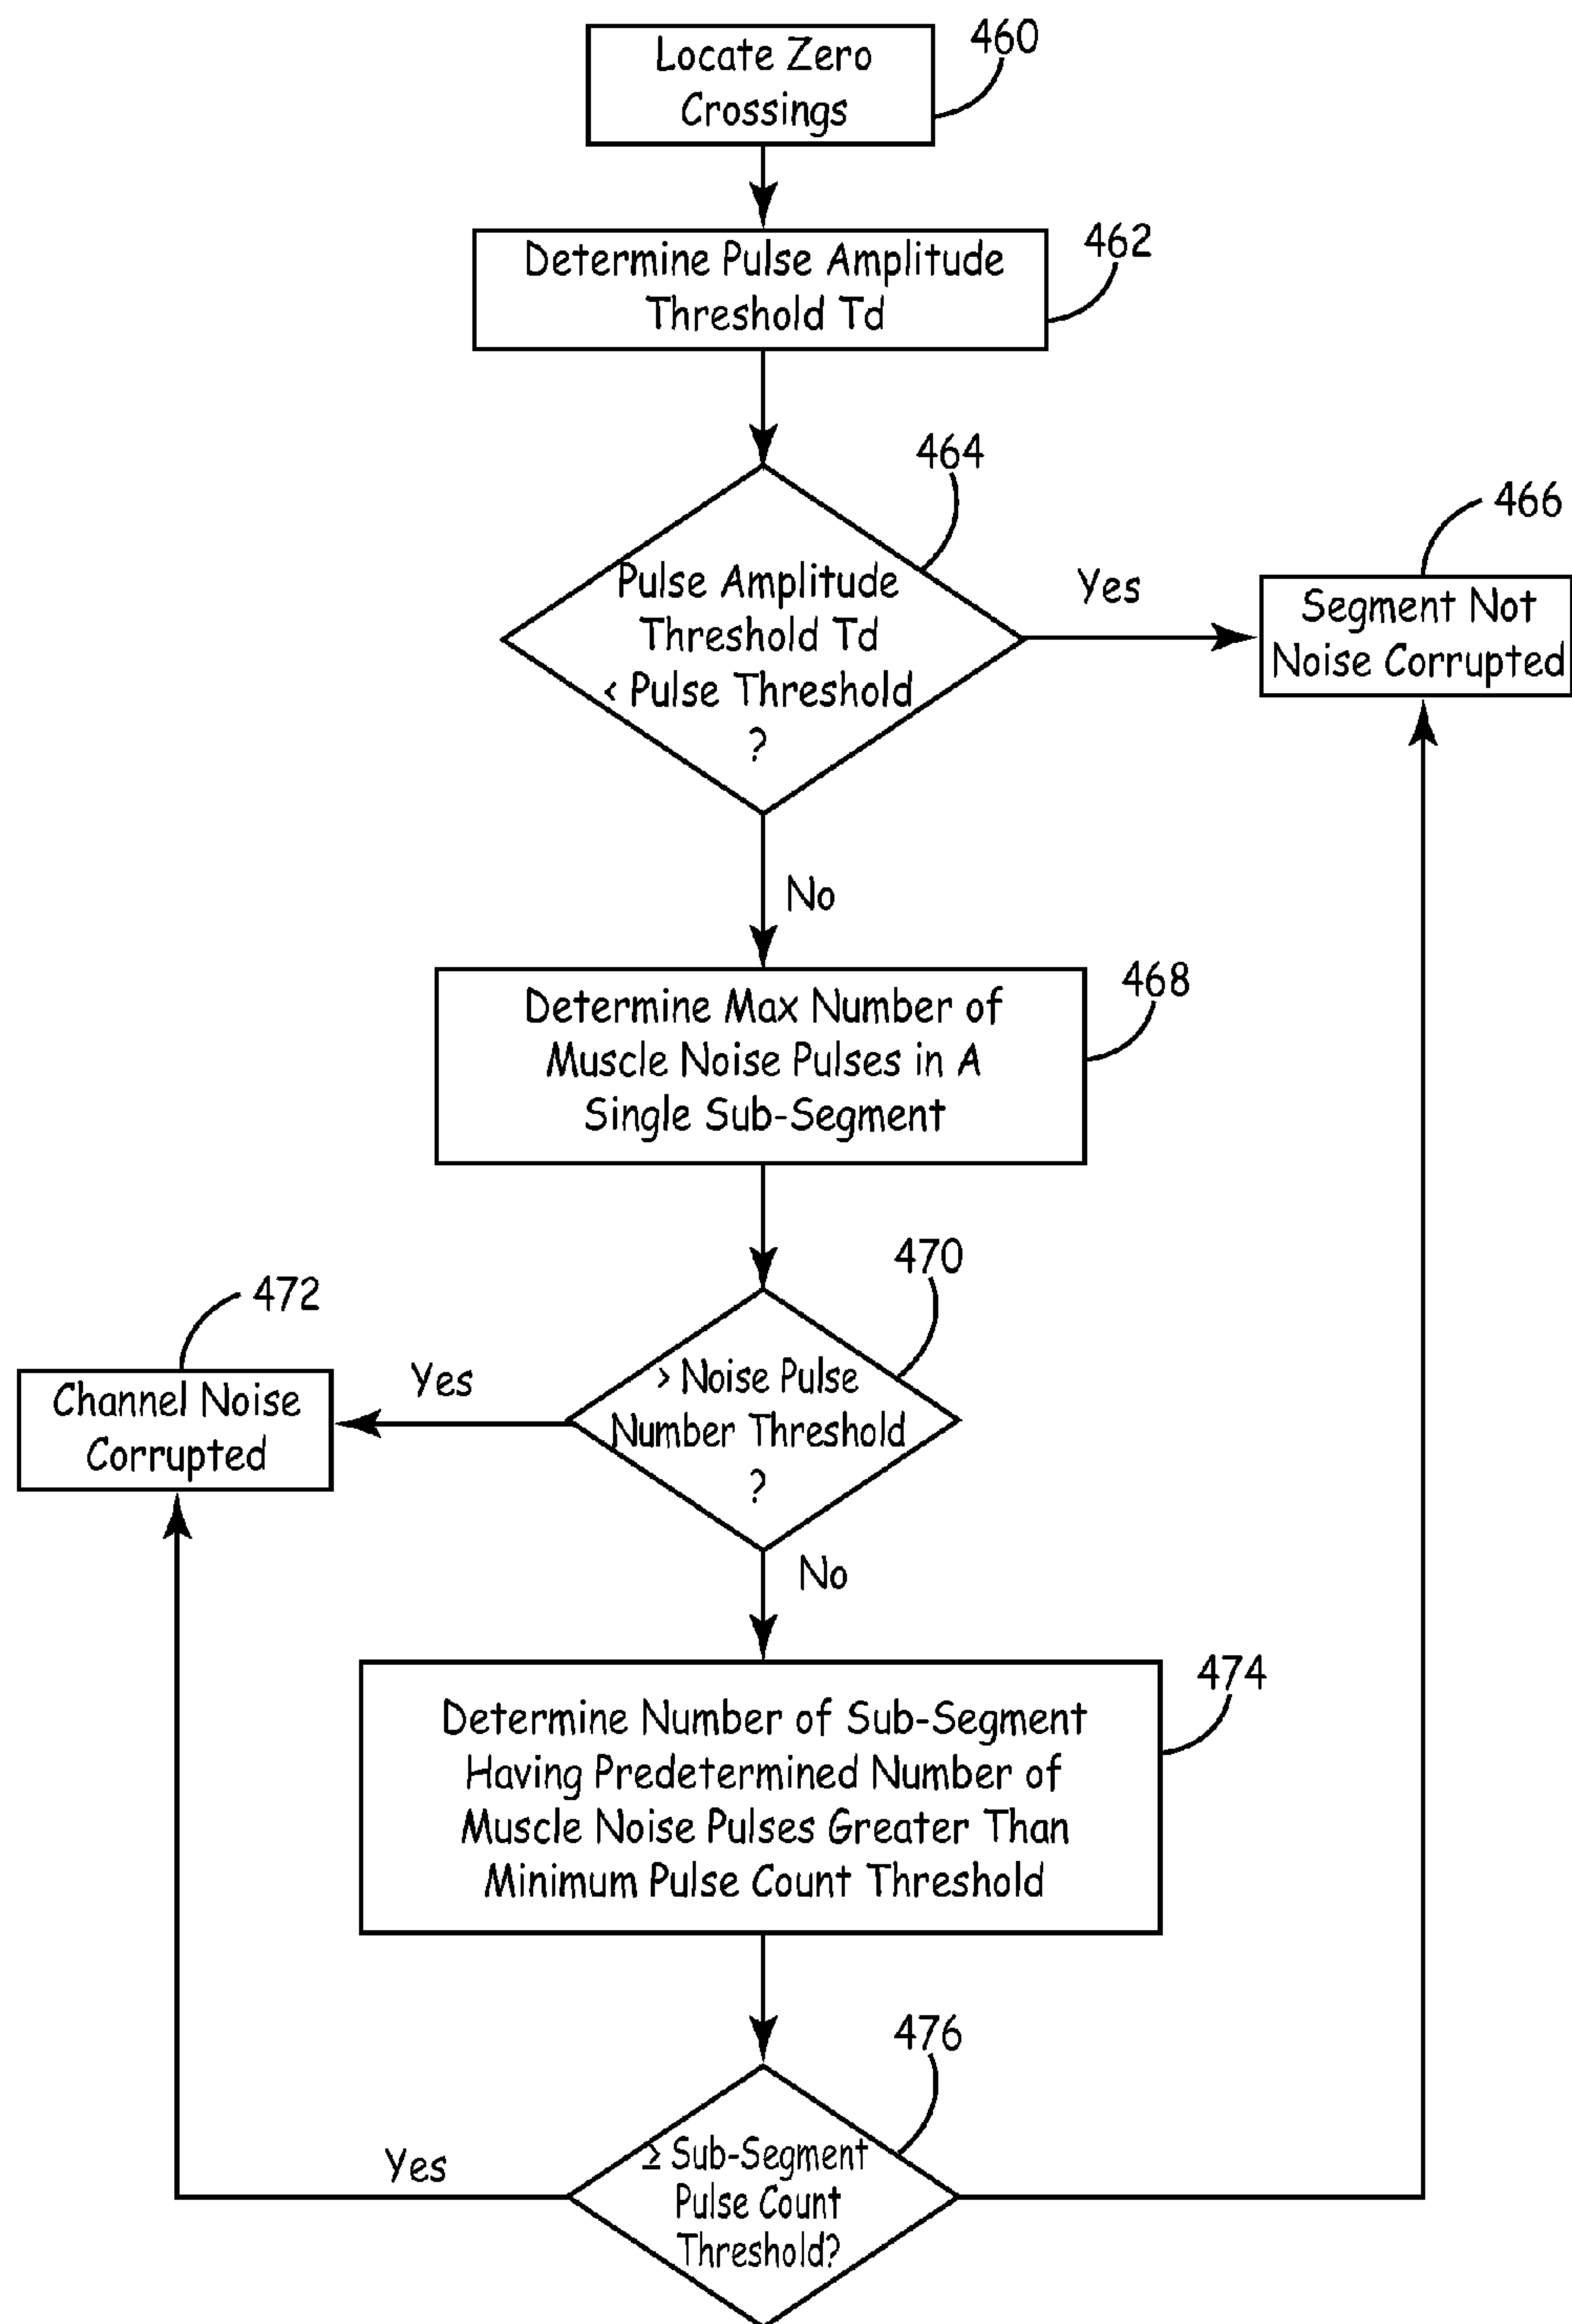 460
Locate Zero
Crossings
462
Determine Pulse Amplitude
Threshold Td
464
Pulse Amplitude
Threshold Td
< Pulse Threshold
?
Yes
466
Segment Not
Noise Corrupted
No
468
Determine Max Number of
Muscle Noise Pulses in A
Single Sub-Segment
470
> Noise Pulse
Number Threshold
?
Yes
472
Channel Noise
Corrupted
No
474
Determine Number of Sub-Segment
Having Predetermined Number of
Muscle Noise Pulses Greater Than
Minimum Pulse Count Threshold
476
≥ Sub-Segment
Pulse Count
Threshold?
Yes